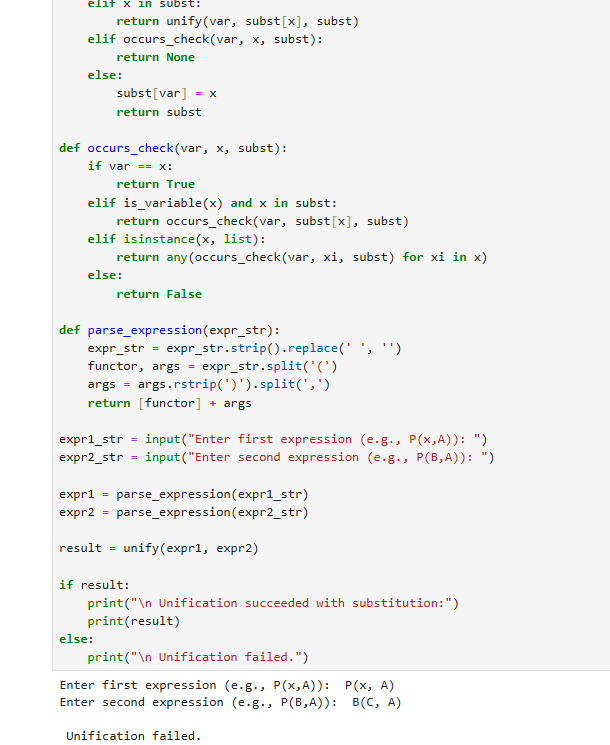 elif x in subst:
        return unify(var, subst[x], subst)
    elif occurs_check(var, x, subst):
        return None
    else:
        subst[var] = x
        return subst

def occurs_check(var, x, subst):
    if var == x:
        return True
    elif is_variable(x) and x in subst:
        return occurs_check(var, subst[x], subst)
    elif isinstance(x, list):
        return any(occurs_check(var, xi, subst) for xi in x)
    else:
        return False

def parse_expression(expr_str):
    expr_str = expr_str.strip().replace(' ', '')
    functor, args = expr_str.split('(')
    args = args.rstrip(')').split(',')
    return [functor] + args

expr1_str = input("Enter first expression (e.g., P(x,A)): ")
expr2_str = input("Enter second expression (e.g., P(B,A)): ")

expr1 = parse_expression(expr1_str)
expr2 = parse_expression(expr2_str)

result = unify(expr1, expr2)

if result:
    print("\n Unification succeeded with substitution:")
    print(result)
else:
    print("\n Unification failed.")

Enter first expression (e.g., P(x,A)):  P(x, A)
Enter second expression (e.g., P(B,A)):  B(C, A)

 Unification failed.